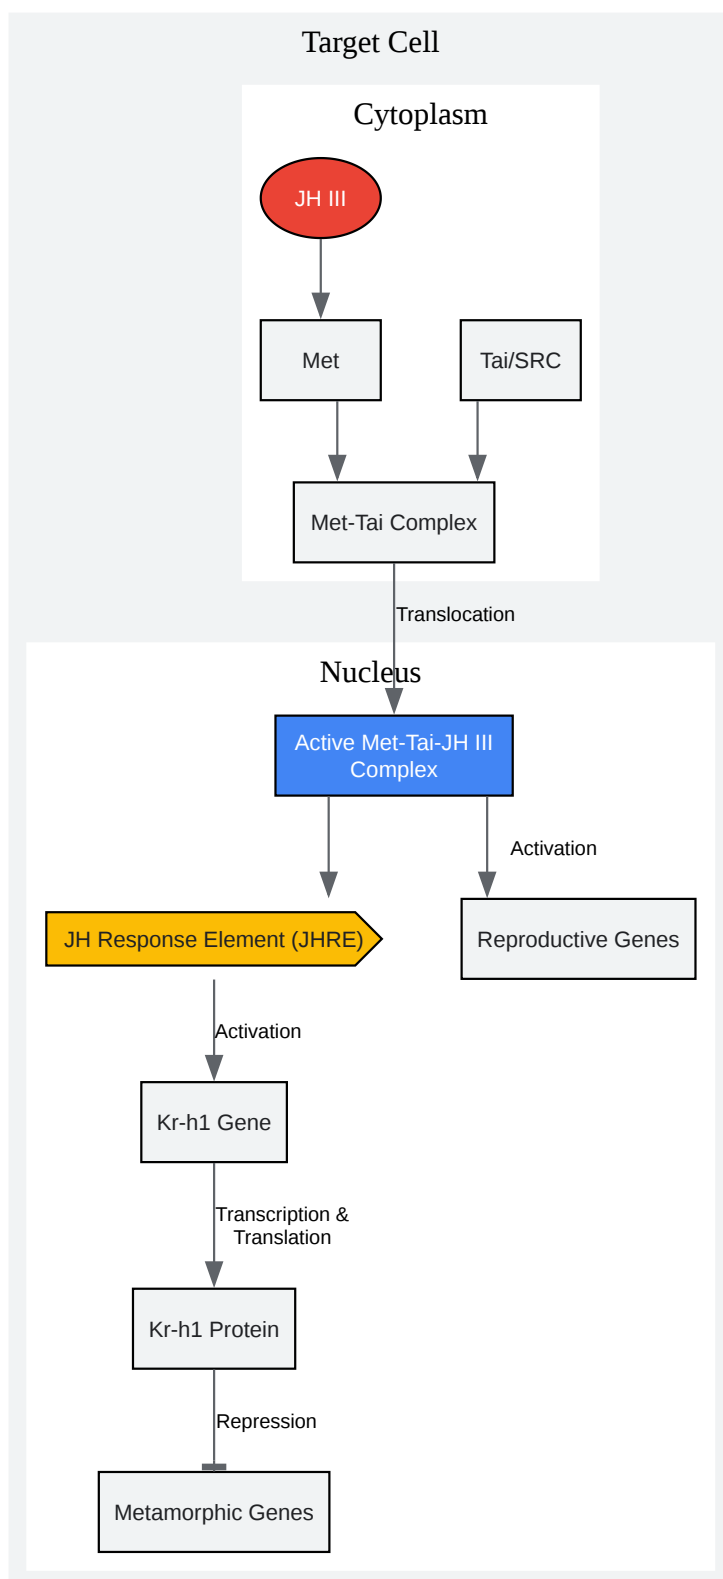 Target Cell
Cytoplasm
JH III
Met
Tai/SRC
Met-Tai Complex
Translocation
Nucleus
Active Met-Tai-JH III
Complex
Activation
JH Response Element (JHRE)
Reproductive Genes
Activation
Kr-h1 Gene
Transcription &
Translation
Kr-h1 Protein
Repression
Metamorphic Genes